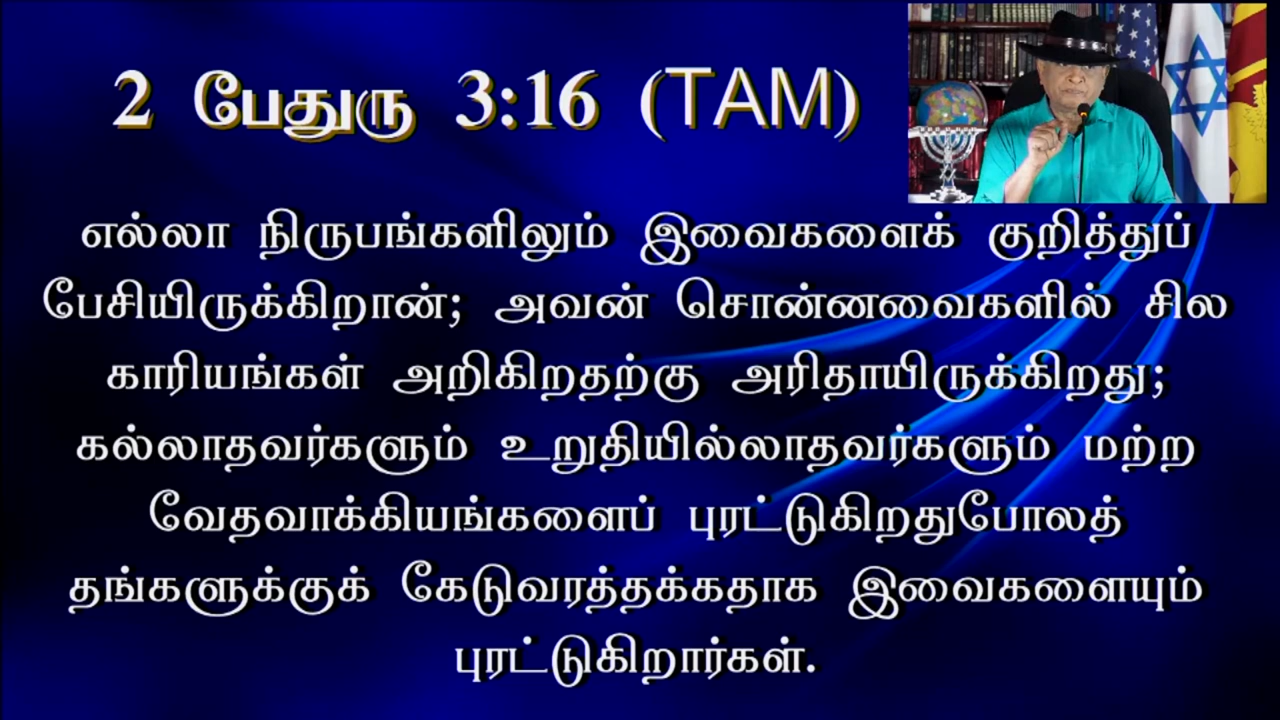 2 பேதுரு 3:16 (TAM)
எல்லா நிருபங்களிலும் இவைகளைக் குறித்துப்
பேசியிருக்கிறான்; அவன் சொன்னவைகளில் சில
காரியங்கள் அறிகிறதற்கு அரிதாயிருக்கிறது;
கல்லாதவர்களும் உறுதியில்லாதவர்களும் மற்ற
வேதவாக்கியங்களைப் புரட்டுகிறதுபோலத்
தங்களுக்குக் கேடுவரத்தக்கதாக இவைகளையும்
புரட்டுகிறார்கள்.